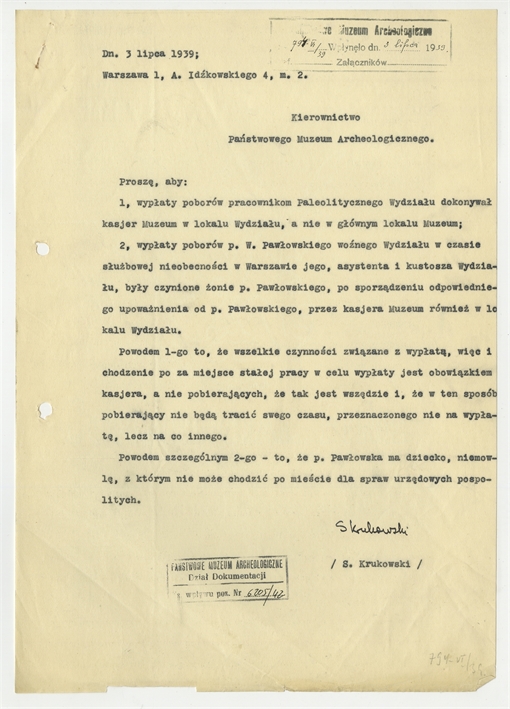 Muzeum Archeologiczne
Wpłynęło dn. 3 lipca 1939.
Załączników
Dn. 3 lipca 1939;
Warszawa 1, A. Idźkowskiego 4, m. 2.
Kierownictwo
Państwowego Muzeum Archeologicznego.
Proszę, aby:
1, wypłaty poborów pracownikom Paleolitycznego Wydziału dokonywał
kasjer Muzeum w lokalu Wydziału, a nie w głównym lokalu Muzeum;
2, wypłaty poborów p. W. Pawłowskiego woźnego Wydziału w czasie
służbowej nieobecności w Warszawie jego, asystenta i kustosza Wydzia-
łu, były czynione żonie p. Pawłowskiego, po sporządzeniu odpowiednie-
go upoważnienia od p. Pawłowskiego, przez kasjera Muzeum również w lo
kalu Wydziału.
Powodem 1-go to, że wszelkie czynności związane z wypłatą, więc i
chodzenie po za miejsce stałej pracy w celu wypłaty jest obowiązkiem
kasjera, a nie pobierających, że tak jest wszędzie i, że w ten sposób
pobierający nie będą tracić swego czasu, przeznaczonego nie na wypła-
tę, lecz na co innego.
Powodem szczególnym 2-go - to, że p. Pawłowska ma dziecko, niemow-
lę, z którym nie może chodzić po mieście dla spraw urzędowych pospo-
litych.
S Krukowski
/ S. Krukowski /
PAŃSTWOWE MUZEUM ARCHEOLOGICZNE
Dział Dokumentacji
wpływu poz. Nr 6205/42